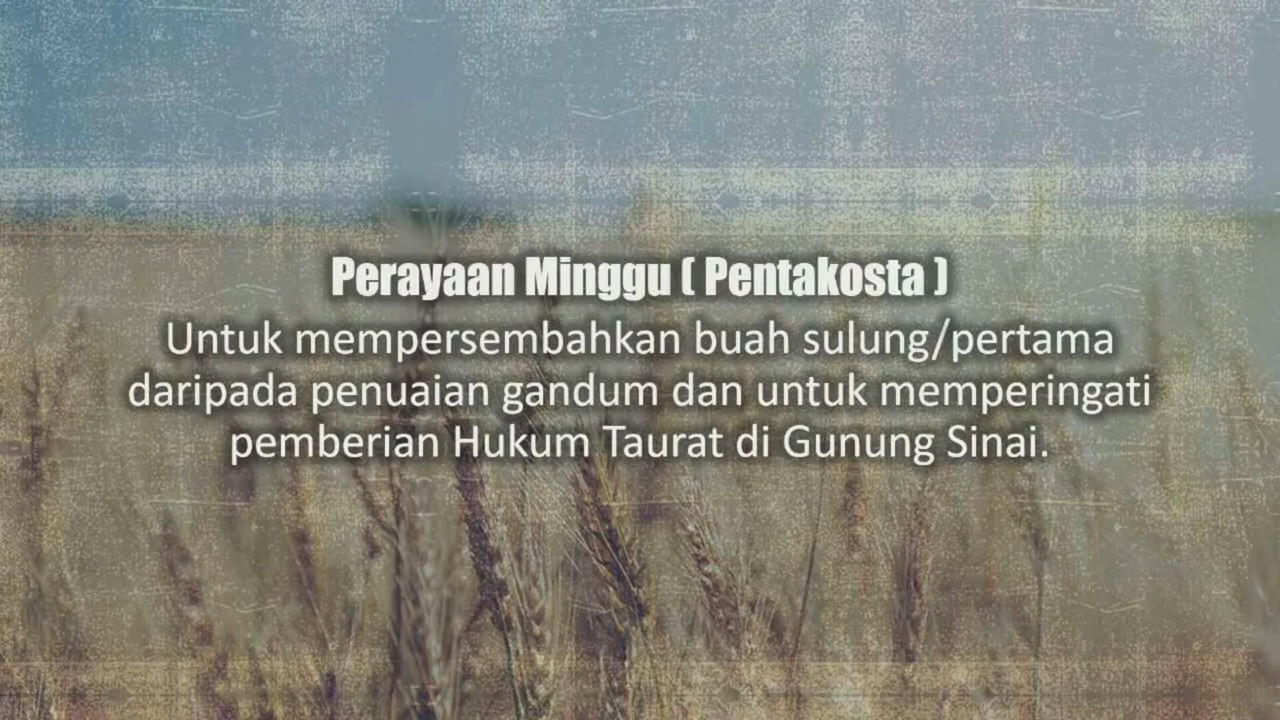 Perayaan Minggu ( Pentakosta )
Untuk mempersembahkan buah sulung/pertama
daripada penuaian gandum dan untuk memperingati
pemberian Hukum Taurat di Gunung Sinai.